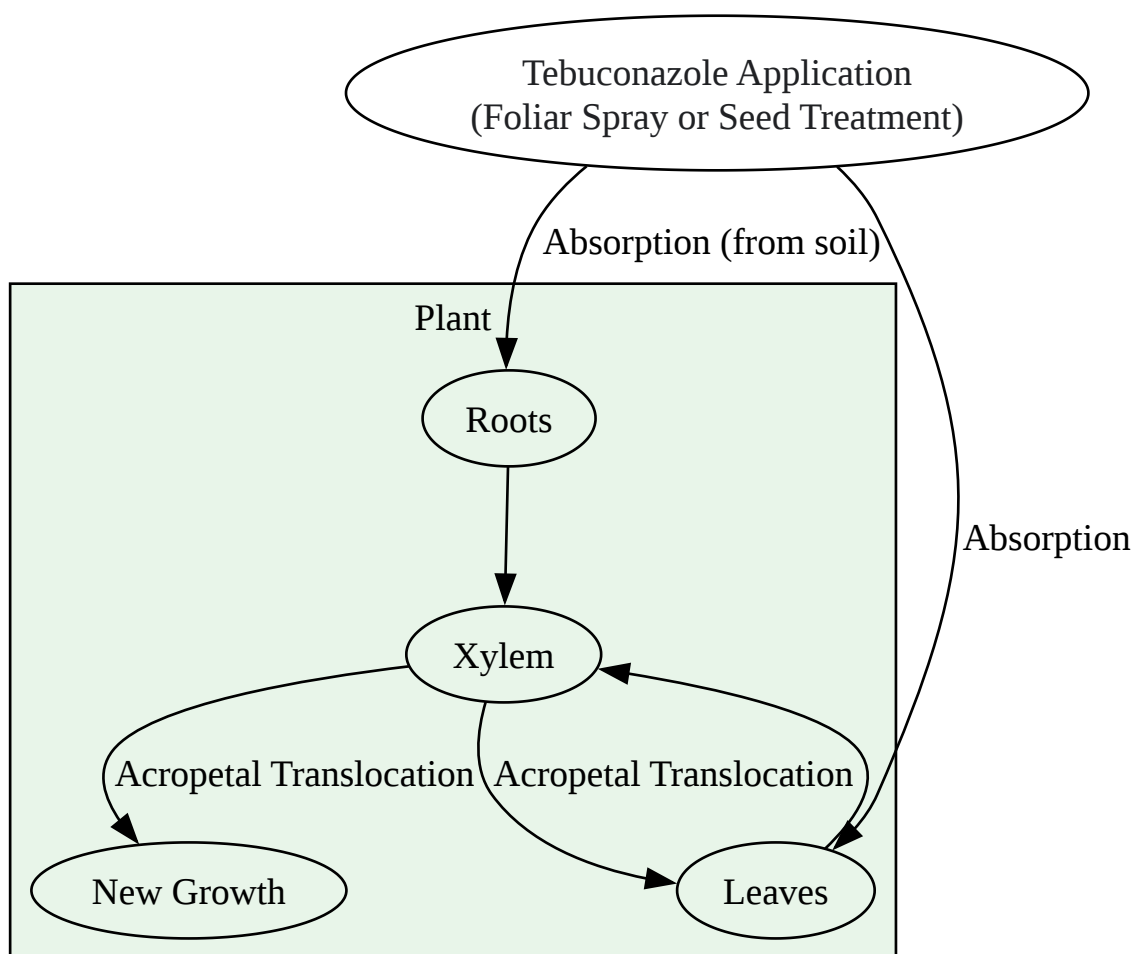 Tebuconazole Application
(Foliar Spray or Seed Treatment)
Absorption (from soil)
Plant
Roots
Absorption
Xylem
Acropetal Translocation
Acropetal Translocation
New Growth
Leaves